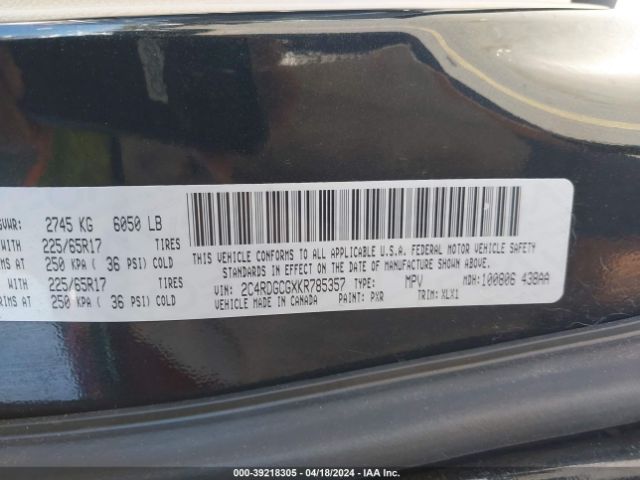 GVWR: 2745 KG 6050 LB
WITH 225/65R17 TIRES
RIMS AT 250 KPA ( 36 PSI) COLD
WITH 225/65R17 TIRES
RIMS AT 250 KPA ( 36 PSI) COLD
THIS VEHICLE CONFORMS TO ALL APPLICABLE U.S.A. FEDERAL MOTOR VEHICLE SAFETY
STANDARDS IN EFFECT ON THE DATE OF MANUFACTURE SHOWN ABOVE.
VIN: 2C4RDGCGXKR785357 TYPE: MPV MDH: 100806 438AA
MADE IN CANADA PAINT: PXR TRIM: XLX1
000-39218305 - 04/18/2024 - IAA Inc.